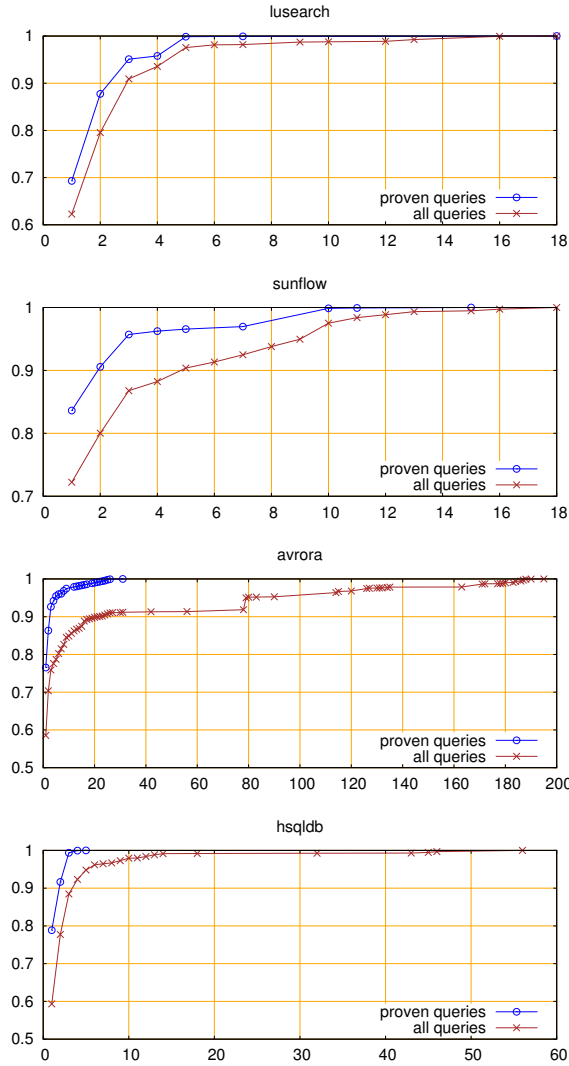 lusearch
1
0.9
0.8
0.7
0.6
proven queries
all queries
0 2 4 6 8 10 12 14 16 18
sunflow
1
0.9
0.8
0.7
proven queries
all queries
0 2 4 6 8 10 12 14 16 18
avrora
1
0.9
0.8
0.7
0.6
0.5
proven queries
all queries
0 20 40 60 80 100 120 140 160 180 200
hsqldb
1
0.9
0.8
0.7
0.6
0.5
proven queries
all queries
0 10 20 30 40 50 60